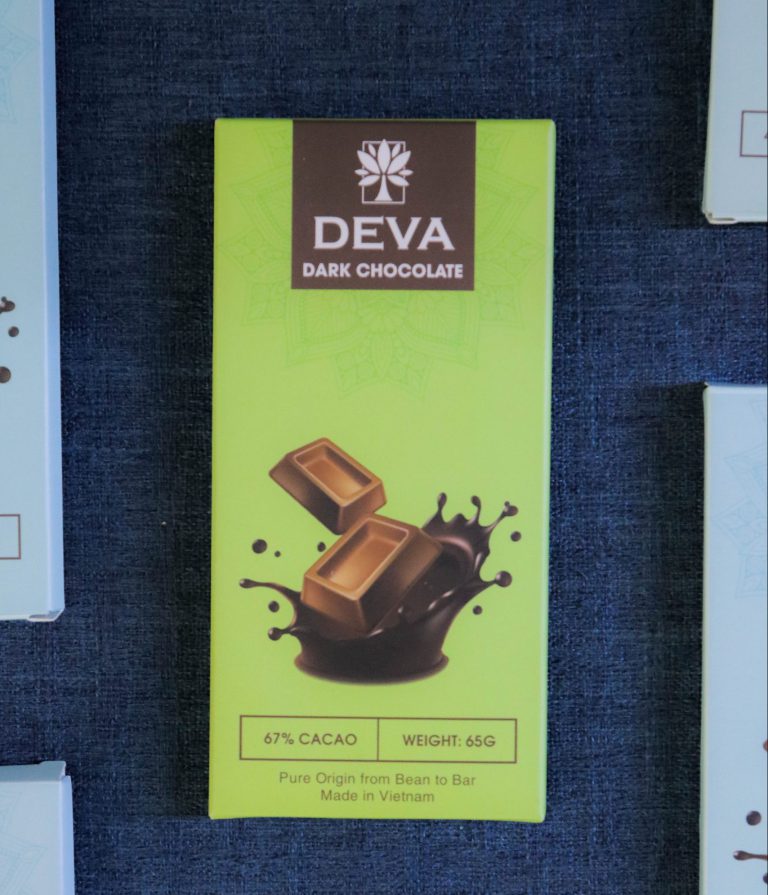 DEVA
DARK CHOCOLATE
67% CACAO
WEIGHT: 65G
Pure Origin from Bean to Bar
Made in Vietnam